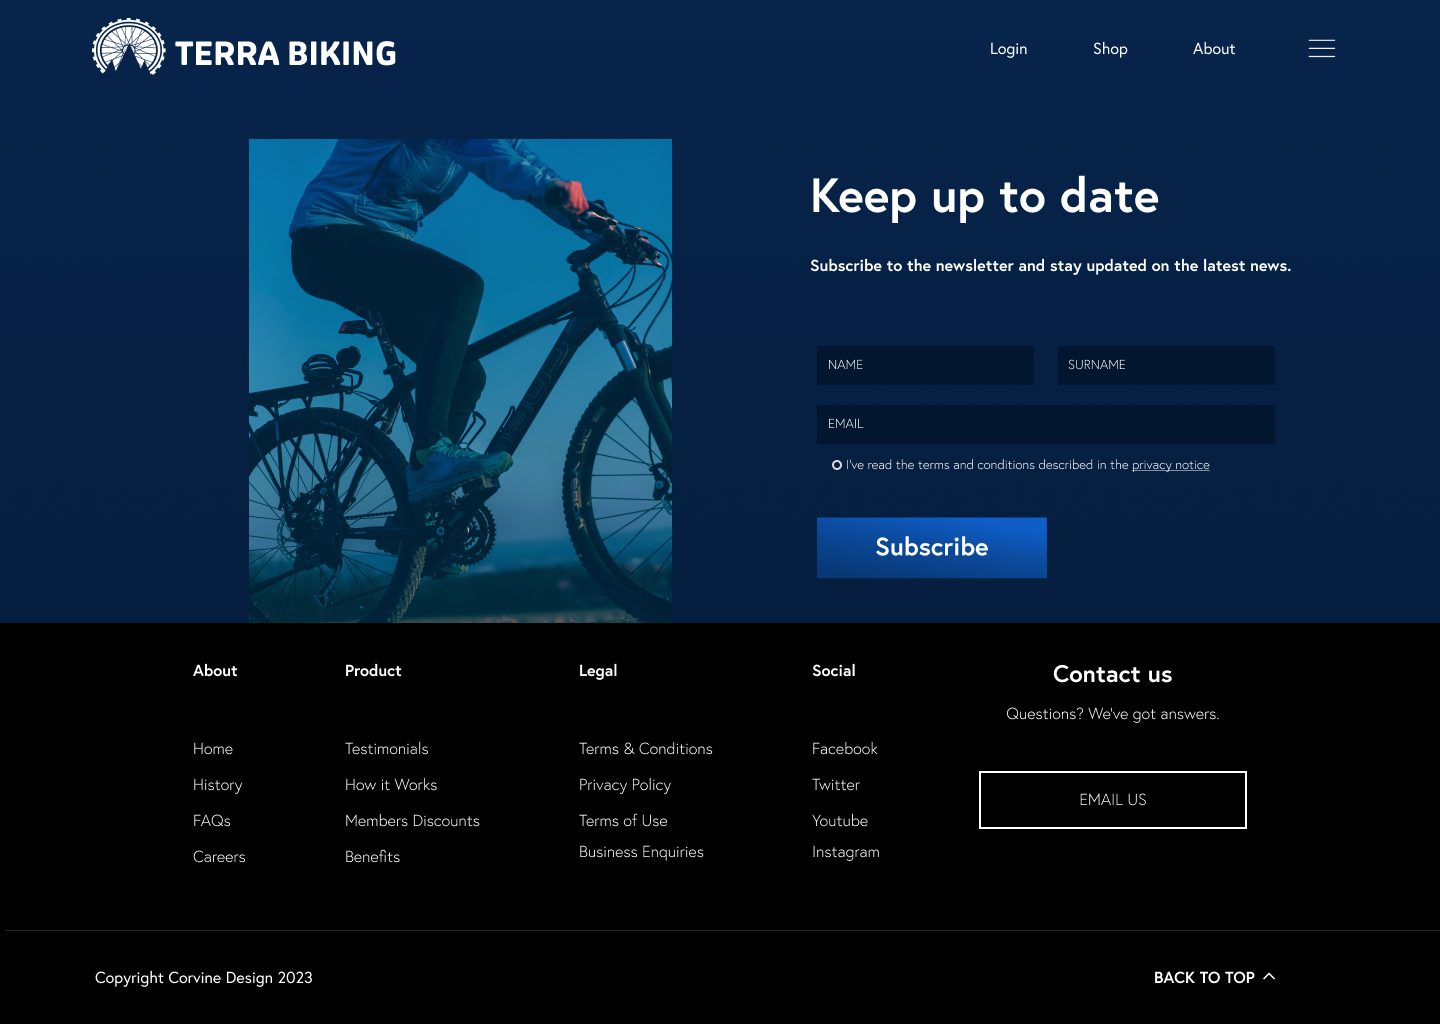 TERRA BIKING
Login
Shop
About
Keep up to date
Subscribe to the newsletter and stay updated on the latest news.
NAME
SURNAME
EMAIL
I've read the terms and conditions described in the privacy notice
Subscribe
About
Home
History
FAQs
Careers
Product
Testimonials
How it Works
Members Discounts
Benefits
Legal
Terms & Conditions
Privacy Policy
Terms of Use
Business Enquiries
Social
Facebook
Twitter
Youtube
Instagram
Contact us
Questions? We've got answers.
EMAIL US
Copyright Corvine Design 2023
BACK TO TOP